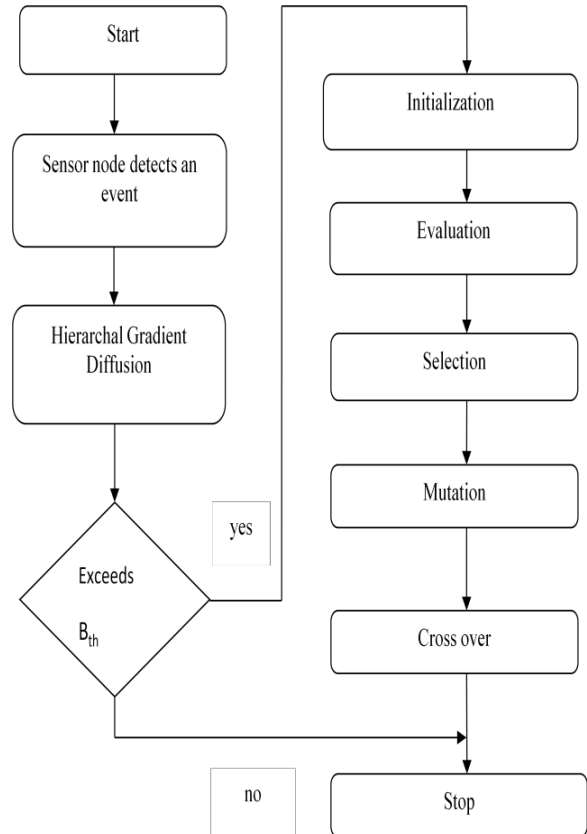 Start
Sensor node detects an
event
Hierarchal Gradient
Diffusion
Exceeds
B_th
yes
no
Initialization
Evaluation
Selection
Mutation
Cross over
Stop